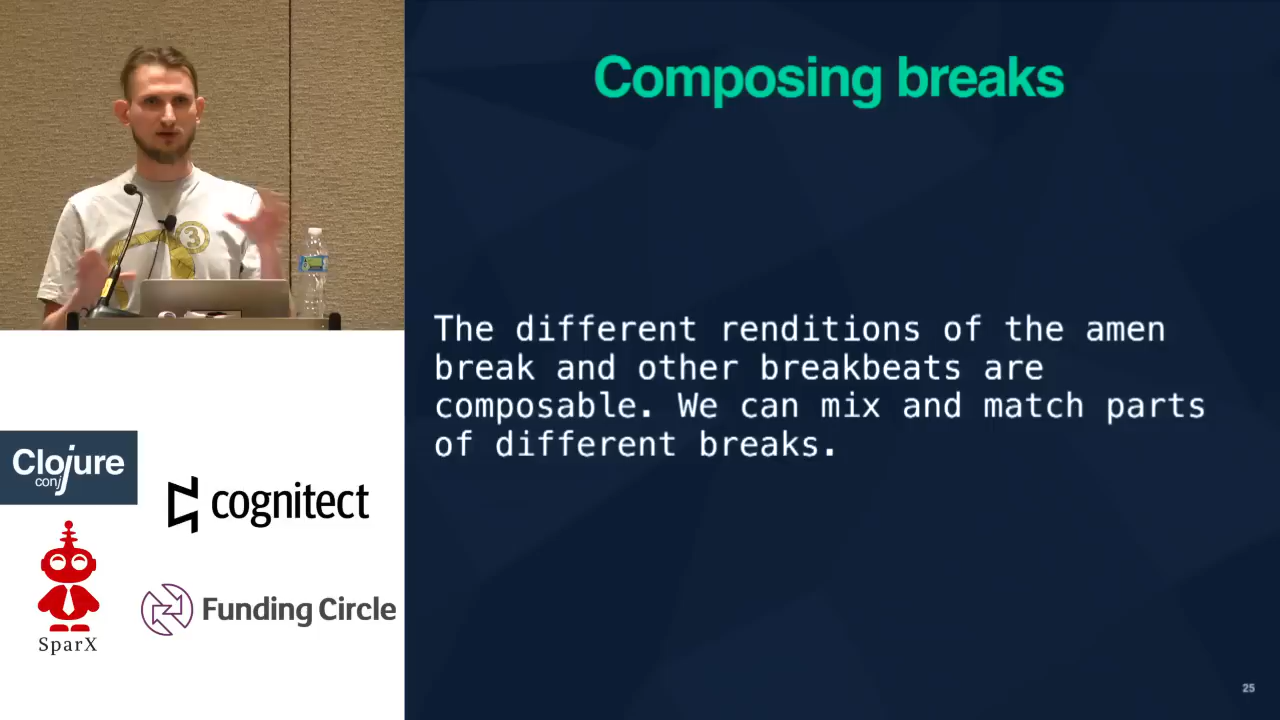 Composing breaks
The different renditions of the amen
break and other breakbeats are
composable. We can mix and match parts
of different breaks.
3
Clojure
conj
cognitect
SparX
Funding Circle
25